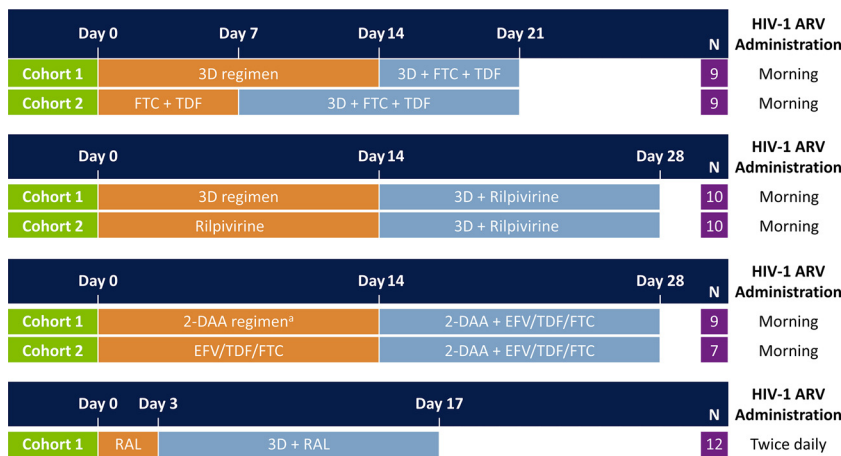 Day 0 Day 7 Day 14 Day 21 N HIV-1 ARV Administration
Cohort 1 3D regimen 3D + FTC + TDF 9 Morning
Cohort 2 FTC + TDF 3D + FTC + TDF 9 Morning
Day 0 Day 14 Day 28 N HIV-1 ARV Administration
Cohort 1 3D regimen 3D + Rilpivirine 10 Morning
Cohort 2 Rilpivirine 3D + Rilpivirine 10 Morning
Day 0 Day 14 Day 28 N HIV-1 ARV Administration
Cohort 1 2-DAA regimenᵃ 2-DAA + EFV/TDF/FTC 9 Morning
Cohort 2 EFV/TDF/FTC 2-DAA + EFV/TDF/FTC 7 Morning
Day 0 Day 3 Day 17 N HIV-1 ARV Administration
Cohort 1 RAL 3D + RAL 12 Twice daily